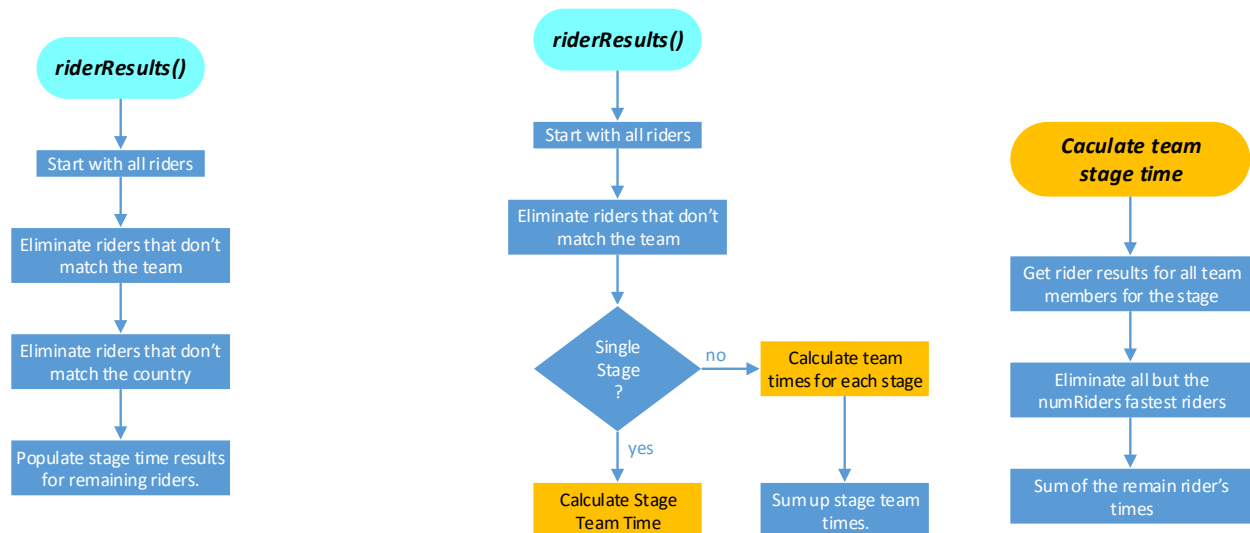 riderResults()
Start with all riders
Eliminate riders that don't
match the team
Eliminate riders that don't
match the country
Populate stage time results
for remaining riders.
riderResults()
Start with all riders
Eliminate riders that don't
match the team
Single
Stage
?
no
yes
Calculate team
times for each stage
Calculate Stage
Team Time
Sum up stage team
times.
Caculate team
stage time
Get rider results for all team
members for the stage
Eliminate all but the
numRiders fastest riders
Sum of the remain rider's
times